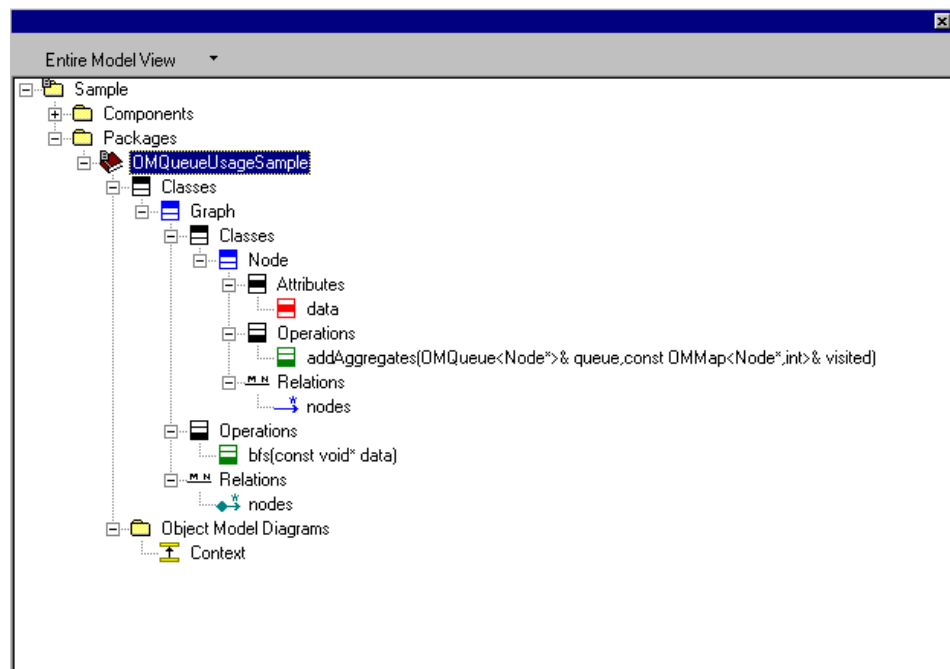 Entire Model View
Sample
Components
Packages
OMQueueUsageSample
Classes
Graph
Classes
Node
Attributes
data
Operations
addAggregates(OMQueue<Node*>& queue,const OMMap<Node*,int>& visited)
M N Relations
nodes
Operations
bfs(const void* data)
M N Relations
nodes
Object Model Diagrams
Context